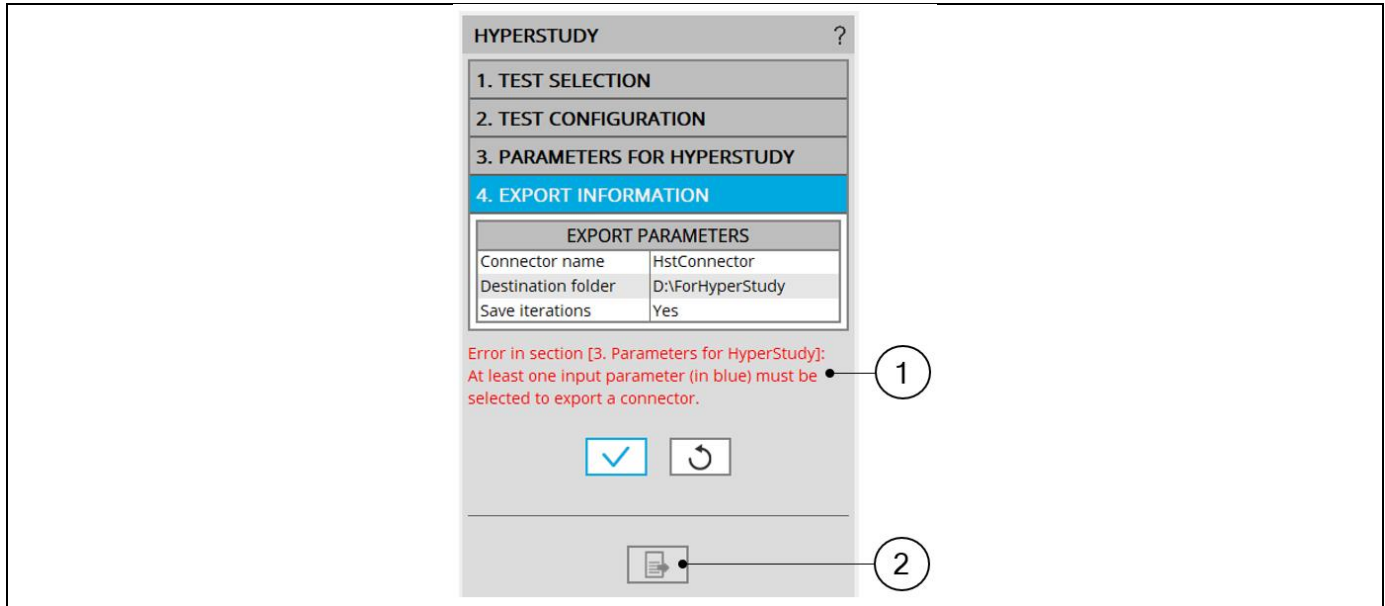 HYPERSTUDY ?
1. TEST SELECTION
2. TEST CONFIGURATION
3. PARAMETERS FOR HYPERSTUDY
4. EXPORT INFORMATION
EXPORT PARAMETERS
Connector name HstConnector
Destination folder D:\ForHyperStudy
Save iterations Yes
Error in section [3. Parameters for HyperStudy]:
At least one input parameter (in blue) must be
selected to export a connector.
1
2